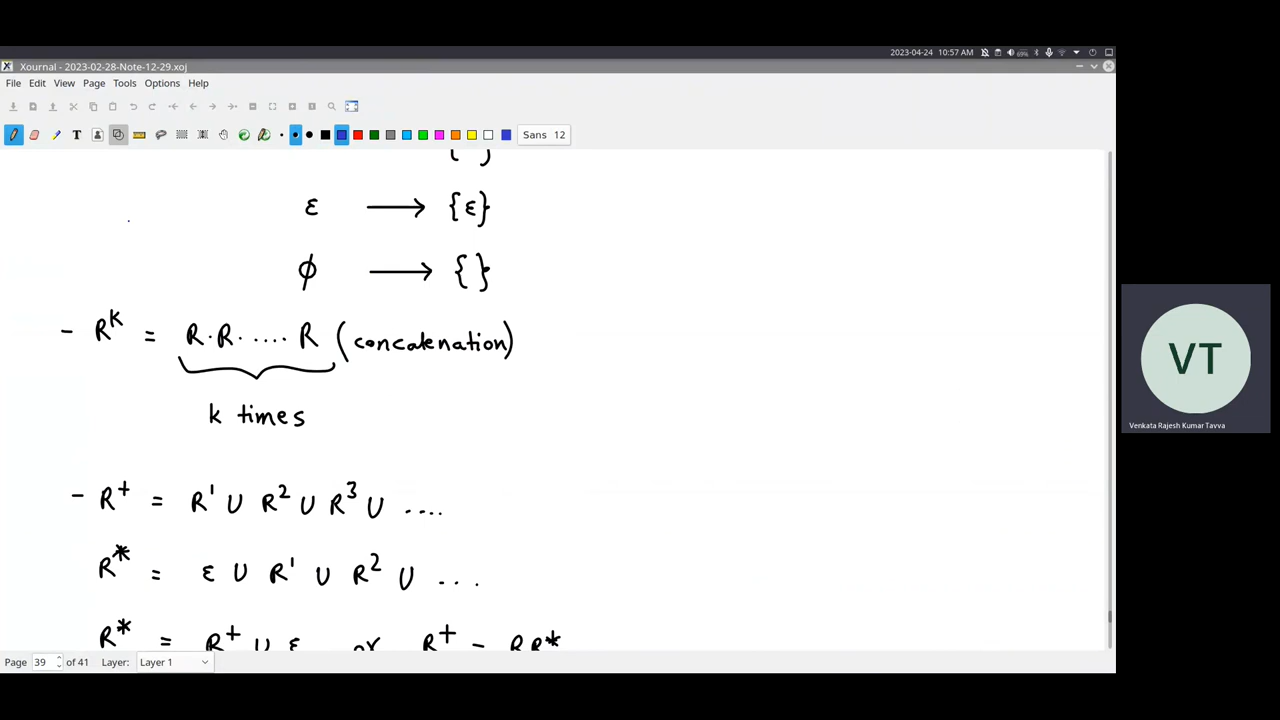 2023-04-24 10:57 AM
Xournal - 2023-02-28-Note-12-29.xoj
File Edit View Page Tools Options Help
Sans 12
{ }
ε ⟶ {ε}
ϕ ⟶ {}
- R^k = R·R·....·R (concatenation)
k times
- R^+ = R^1 ∪ R^2 ∪ R^3 ∪ ....
R^* = ε ∪ R^1 ∪ R^2 ∪ ...
R^* = R^+ ∪ ε or R^+ = RR^*
Page 39 of 41 Layer: Layer 1
VT
Venkata Rajesh Kumar Tavva